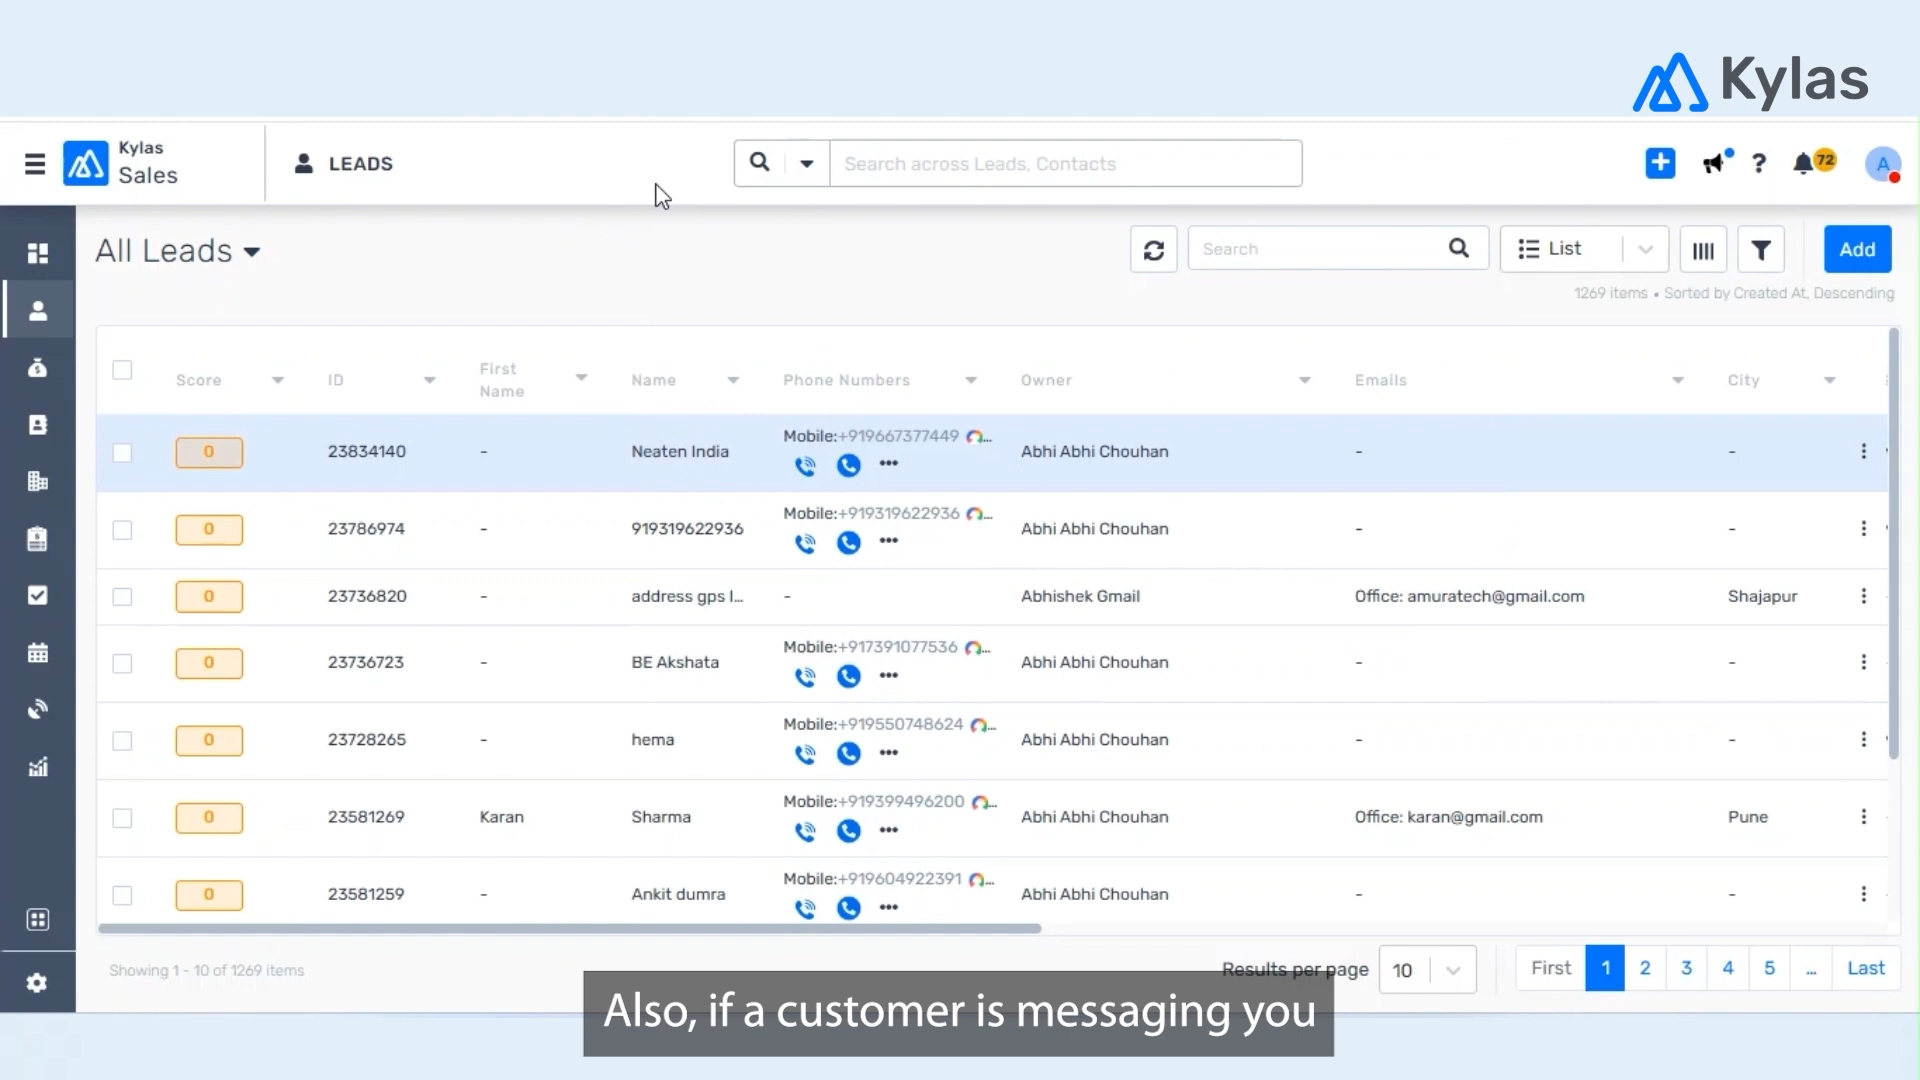 Kylas
Kylas
Sales
LEADS
Search across Leads, Contacts
72
A
All Leads
Search
List
Add
1269 items • Sorted by Created At, Descending
Score
ID
First
Name
Name
Phone Numbers
Owner
Emails
City
0
23834140
-
Neaten India
Mobile:+919667377449 ...
Abhi Abhi Chouhan
-
-
0
23786974
-
919319622936
Mobile:+919319622936 ...
Abhi Abhi Chouhan
-
-
0
23736820
-
address gps l...
-
Abhishek Gmail
Office: amuratech@gmail.com
Shajapur
0
23736723
-
BE Akshata
Mobile:+917391077536 ...
Abhi Abhi Chouhan
-
-
0
23728265
-
hema
Mobile:+919550748624 ...
Abhi Abhi Chouhan
-
-
0
23581269
Karan
Sharma
Mobile:+919399496200 ...
Abhi Abhi Chouhan
Office: karan@gmail.com
Pune
0
23581259
-
Ankit dumra
Mobile:+919604922391 ...
Abhi Abhi Chouhan
-
-
Showing 1 - 10 of 1269 items
Results per page
10
First
1
2
3
4
5
...
Last
Also, if a customer is messaging you